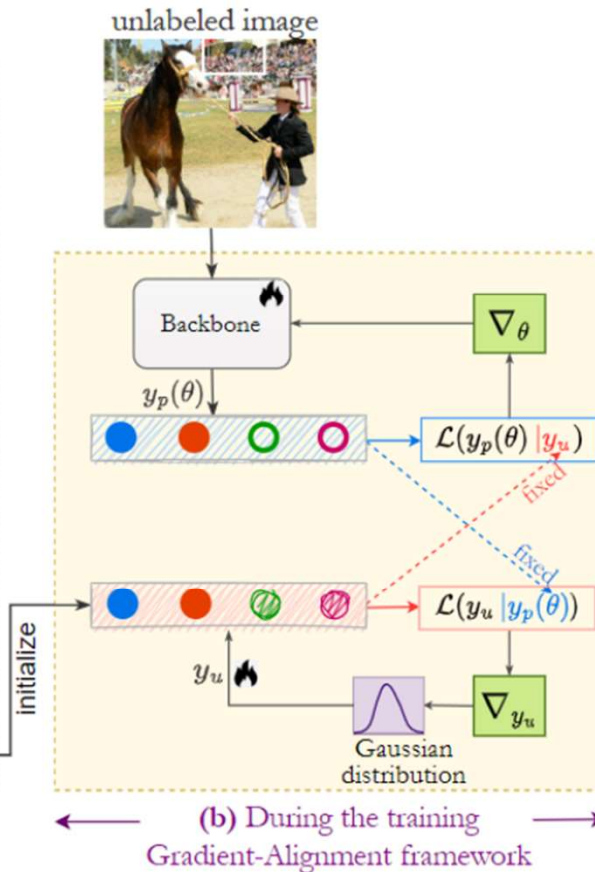 unlabeled image
Backbone
∇θ
yp(θ)
ℒ(yp(θ) |yu)
fixed
fixed
ℒ(yu |yp(θ))
initialize
yu
∇yu
Gaussian
distribution
(b) During the training
Gradient-Alignment framework